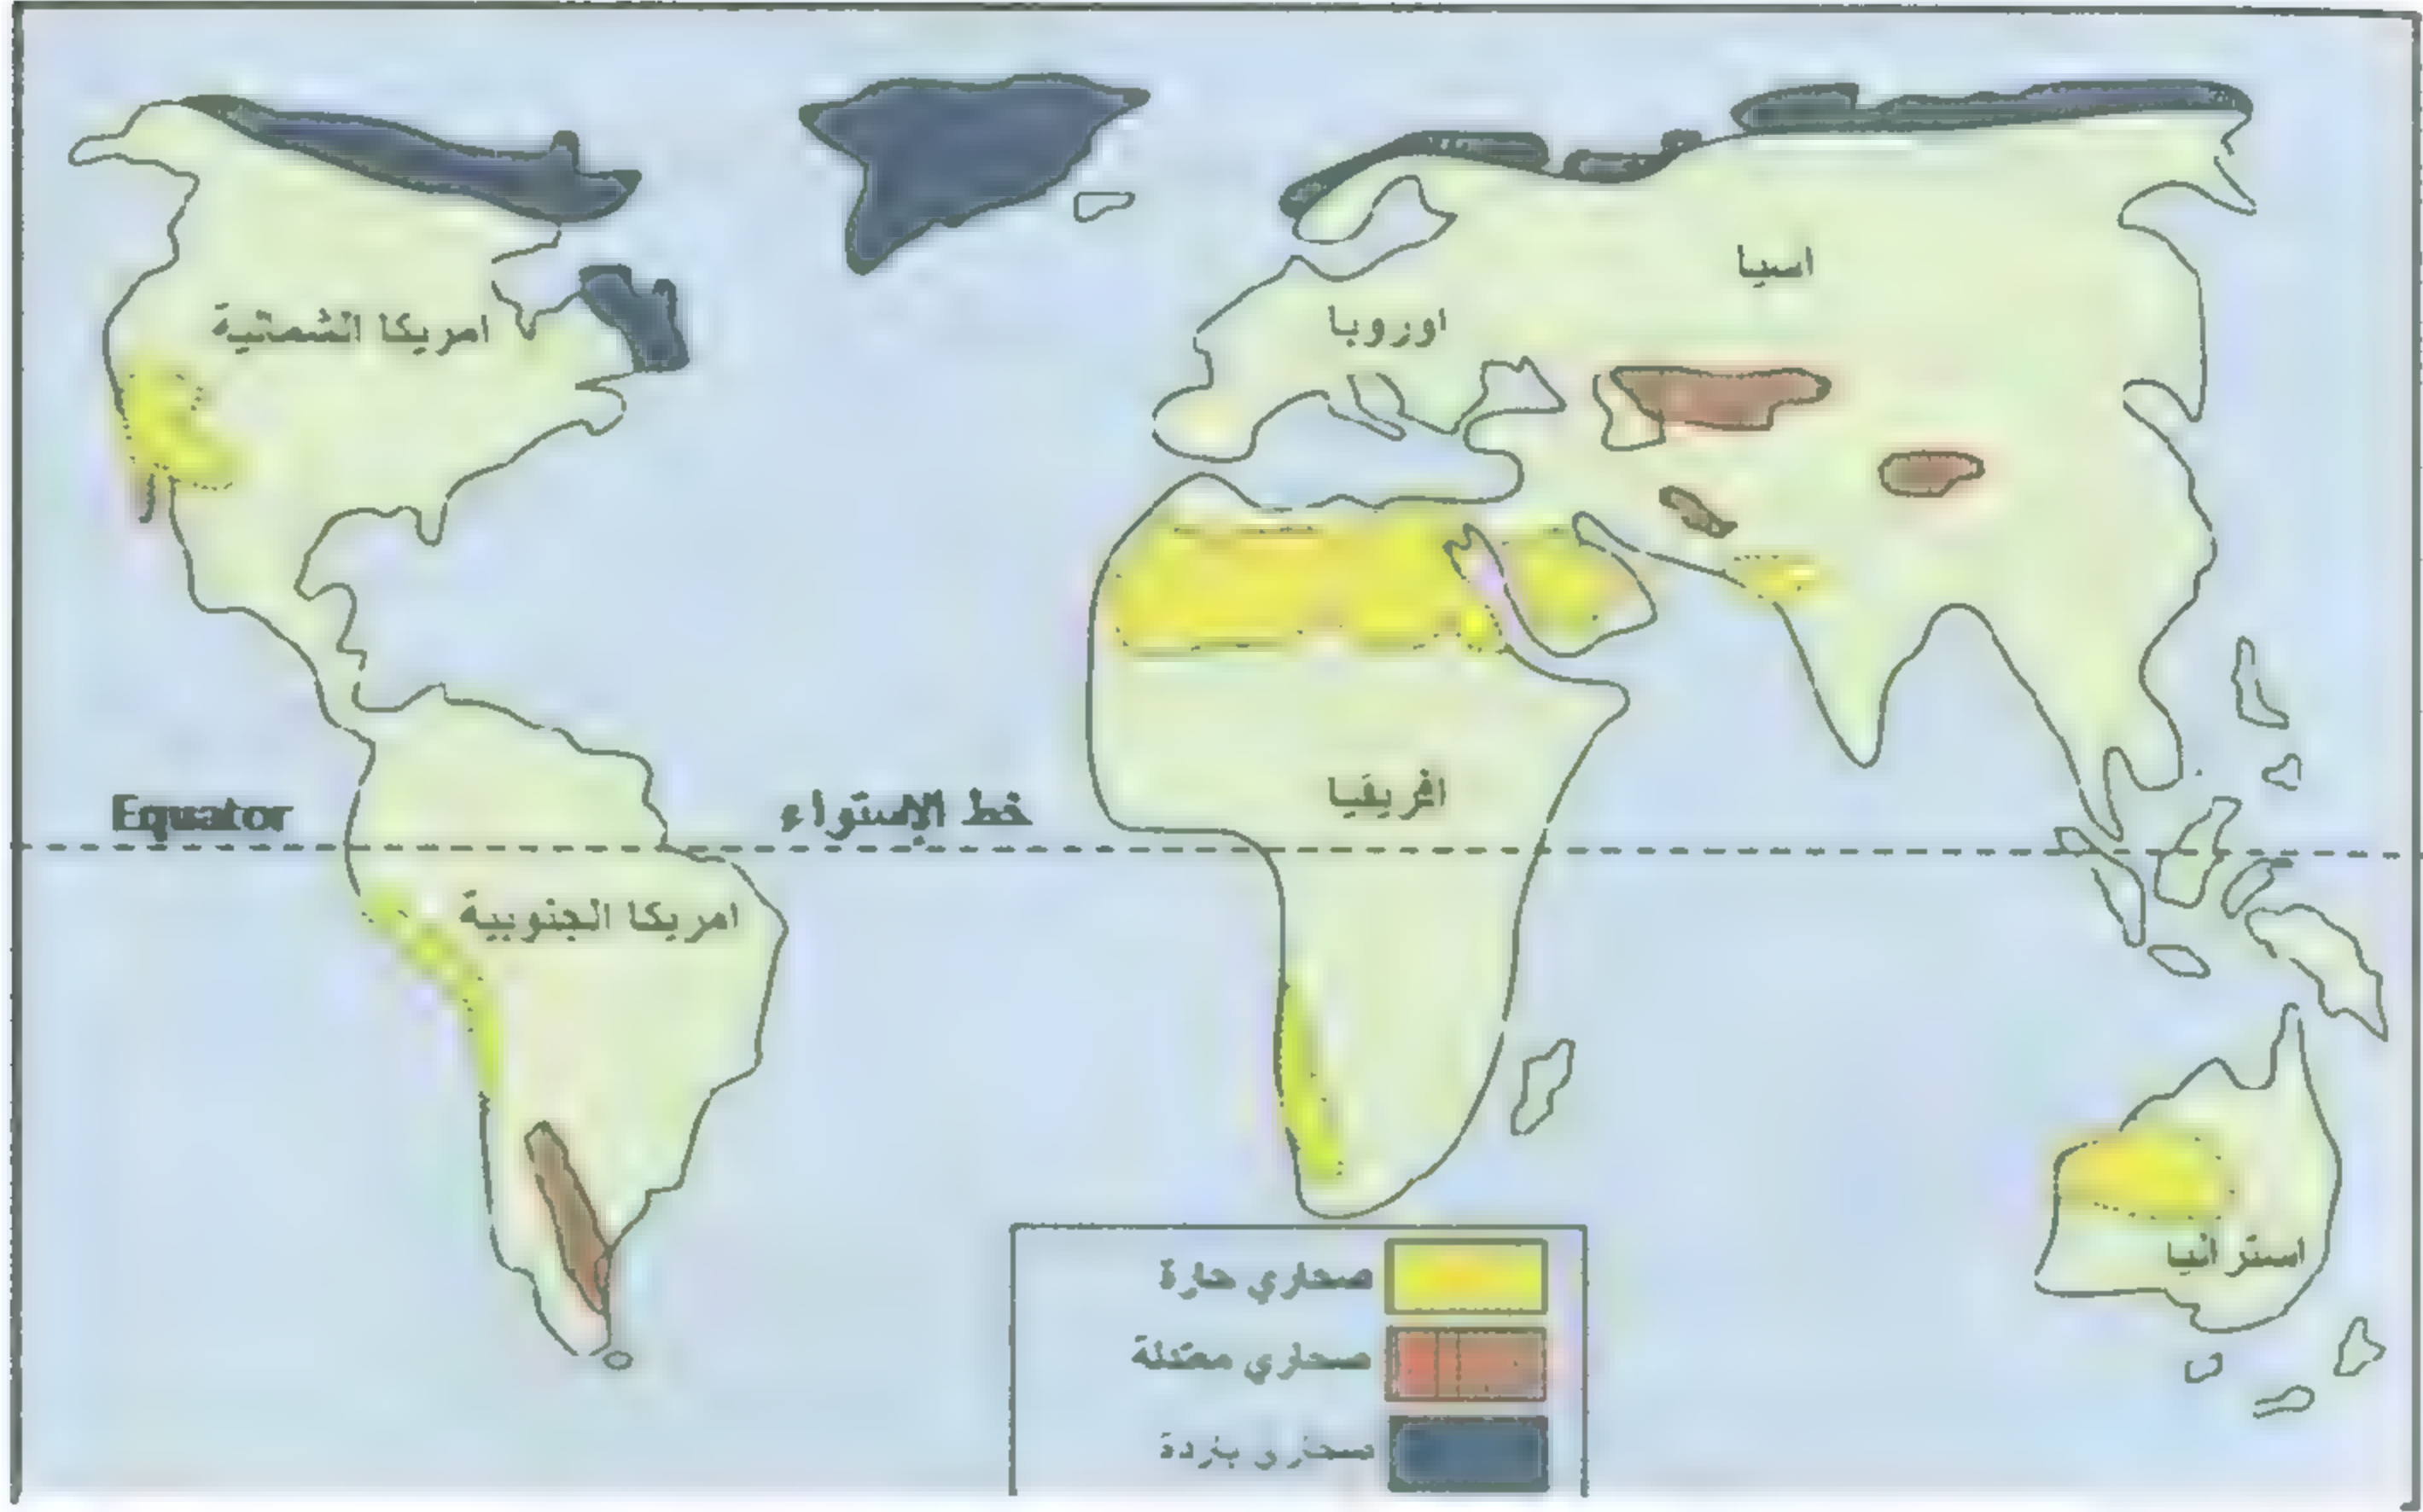 اسيا
اوروبا
امريكا الشمالية
افريقيا
خط الإستواء
Equator
امريكا الجنوبية
استراليا
صحاري حارة
صحاري معتدلة
صحاري باردة